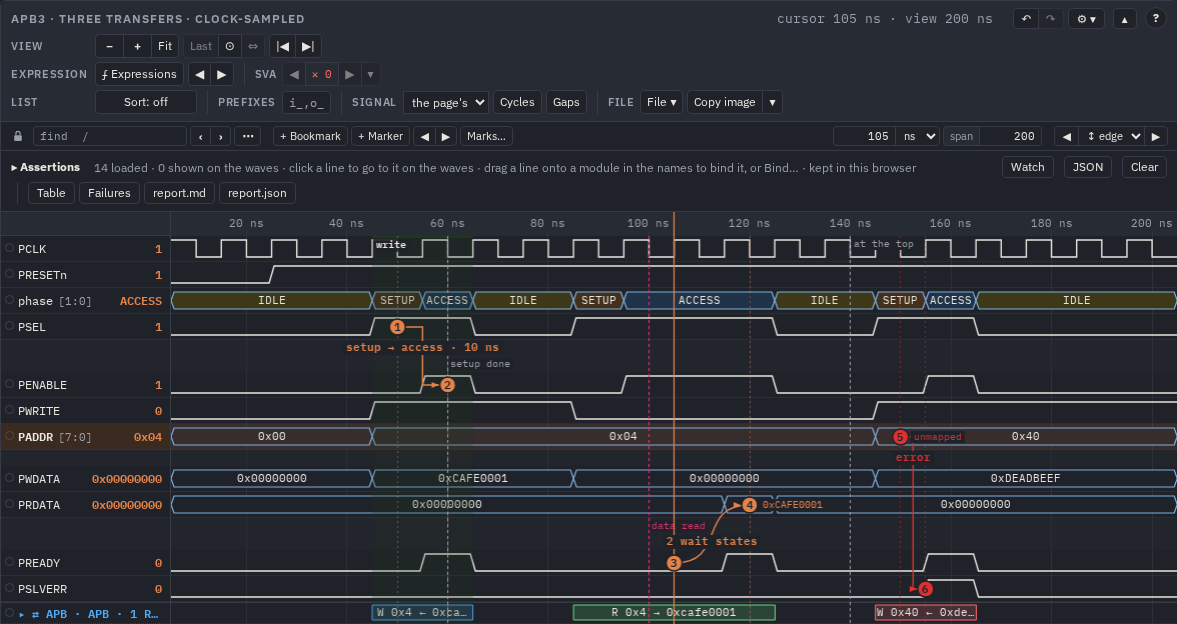 APB3 · THREE TRANSFERS · CLOCK-SAMPLED cursor 105 ns · view 200 ns ↶ ↷ ⚙ ▾ ▲ ?
VIEW − + Fit Last ⊙ ⇔ |◀ ▶|
EXPRESSION ⨍ Expressions ◀ ▶ SVA ◀ × 0 ▶ ▾
LIST Sort: off PREFIXES i_,o_ SIGNAL the page's Cycles Gaps FILE File ▾ Copy image ▾
find / ‹ › ⋯ + Bookmark + Marker ◀ ▶ Marks… 105 ns span 200 ◀ ↕ edge ▶
▸ Assertions 14 loaded · 0 shown on the waves · click a line to go to it on the waves · drag a line onto a module in the names to bind it, or Bind… · kept in this browser Watch JSON Clear
Table Failures report.md report.json
20 ns 40 ns 60 ns 80 ns 100 ns 120 ns 140 ns 160 ns 180 ns 200 ns
PCLK 1 write at the top
PRESETn 1
phase [1:0] ACCESS IDLE SETUP ACCESS IDLE SETUP ACCESS IDLE SETUP ACCESS IDLE
PSEL 1 1
setup → access · 10 ns
setup done
PENABLE 1 2
PWRITE 0
PADDR [7:0] 0x04 0x00 0x04 5 unmapped 0x40
error
PWDATA 0x00000000 0x00000000 0xCAFE0001 0x00000000 0xDEADBEEF
PRDATA 0x00000000 0x00000000 4 0xCAFE0001 0x00000000
data read
2 wait states
PREADY 0 3
PSLVERR 0 6
▸ ⇄ APB · APB · 1 R… W 0x4 ← 0xca… R 0x4 → 0xcafe0001 W 0x40 ← 0xde…